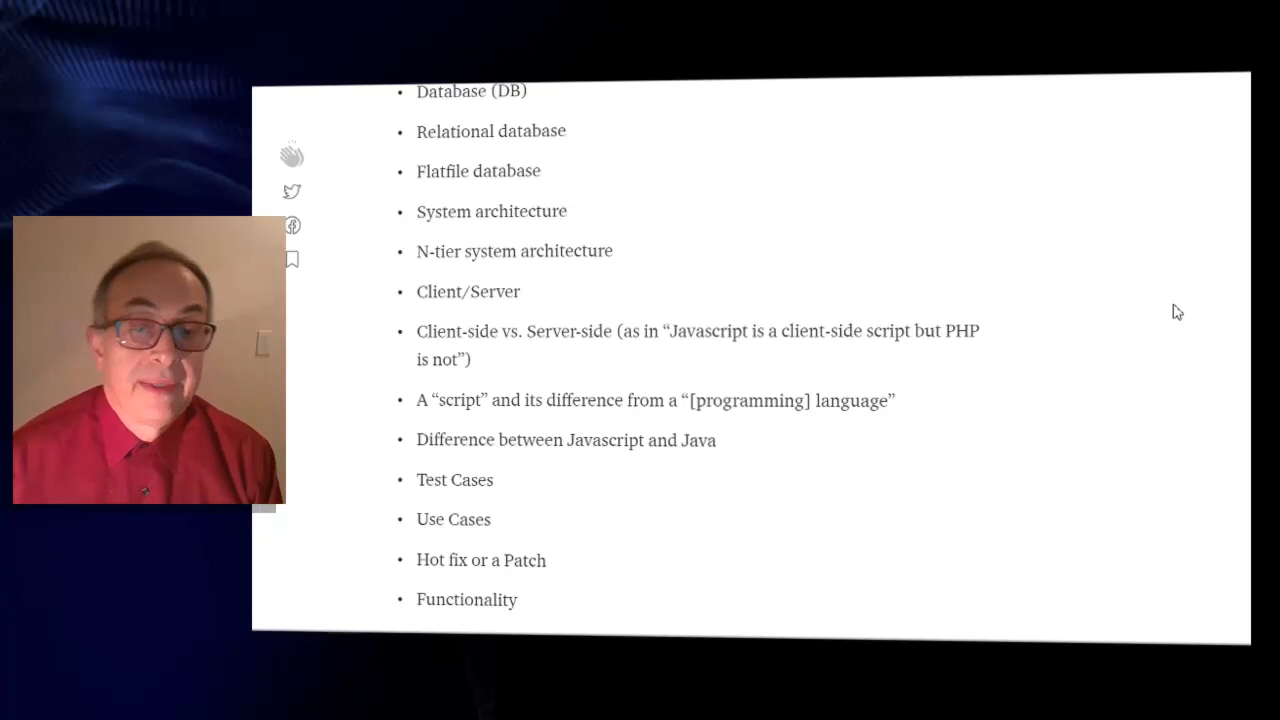 Database (DB)
Relational database
Flatfile database
System architecture
N-tier system architecture
Client/Server
Client-side vs. Server-side (as in “Javascript is a client-side script but PHP
is not”)
A “script” and its difference from a “[programming] language”
Difference between Javascript and Java
Test Cases
Use Cases
Hot fix or a Patch
Functionality